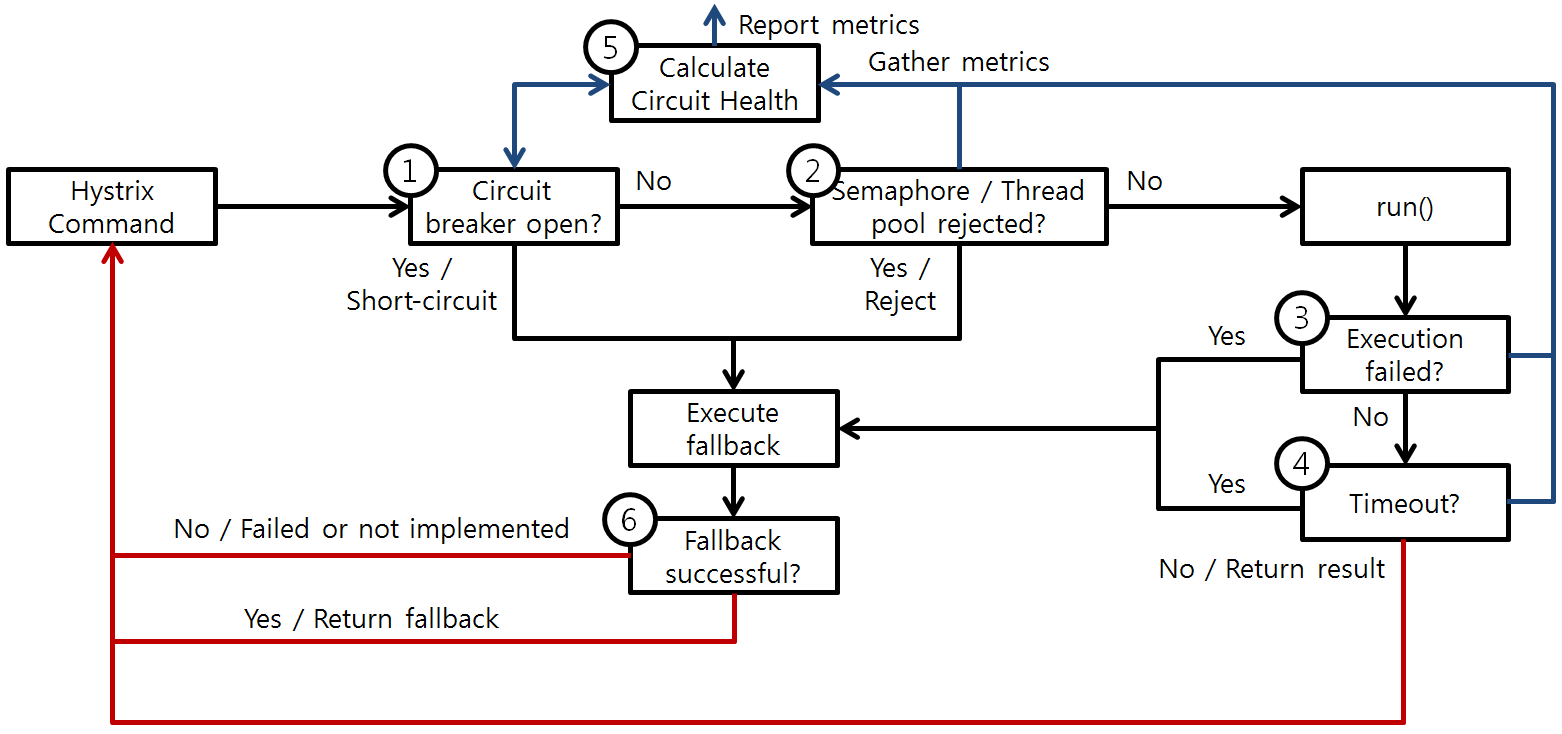 Report metrics
5
Calculate
Circuit Health
Gather metrics
Hystrix
Command
1
Circuit
breaker open?
No
2
Semaphore / Thread
pool rejected?
No
run()
Yes /
Short-circuit
Yes /
Reject
3
Execution
failed?
Yes
No
Execute
fallback
4
Timeout?
Yes
6
Fallback
successful?
No / Failed or not implemented
No / Return result
Yes / Return fallback